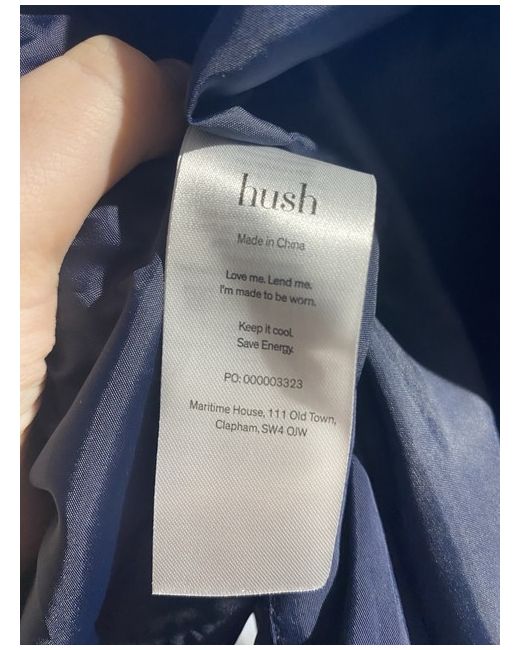 hush
Made in China
Love me. Lend me.
I'm made to be worn.
Keep it cool.
Save Energy.
PO: 000003323
Maritime House, 111 Old Town,
Clapham, SW4 0JW